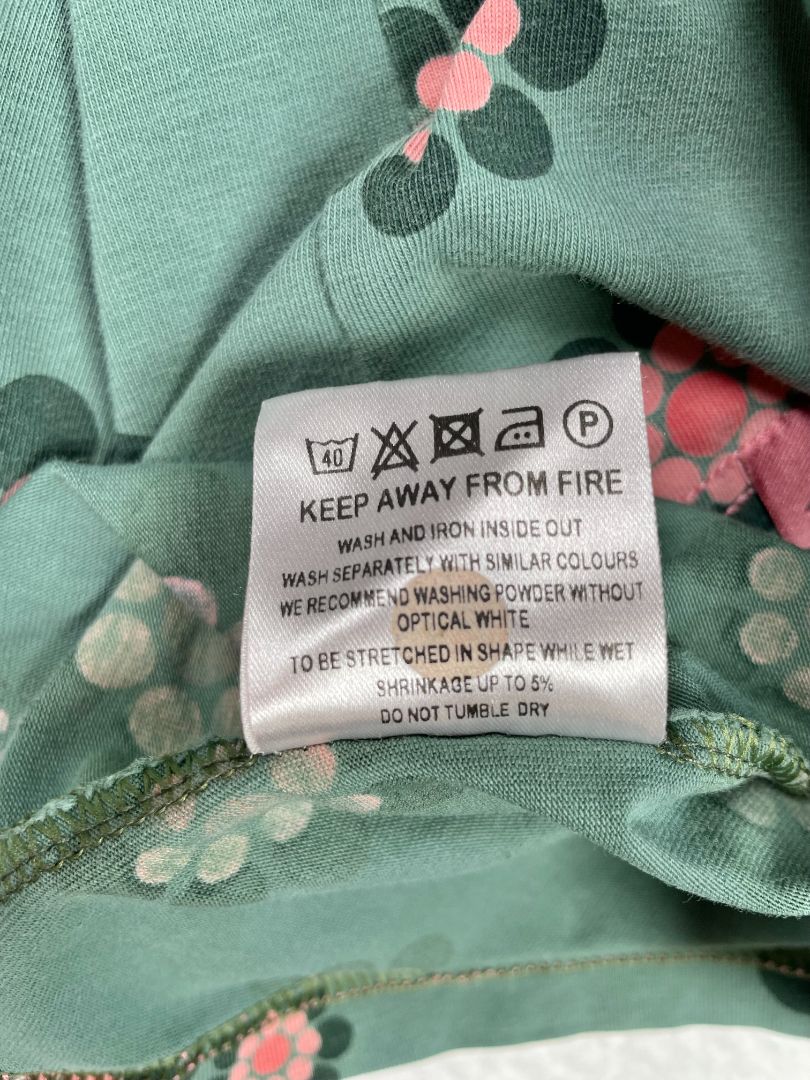 40 P
KEEP AWAY FROM FIRE
WASH AND IRON INSIDE OUT
WASH SEPARATELY WITH SIMILAR COLOURS
WE RECOMMEND WASHING POWDER WITHOUT
OPTICAL WHITE
TO BE STRETCHED IN SHAPE WHILE WET
SHRINKAGE UP TO 5%
DO NOT TUMBLE DRY